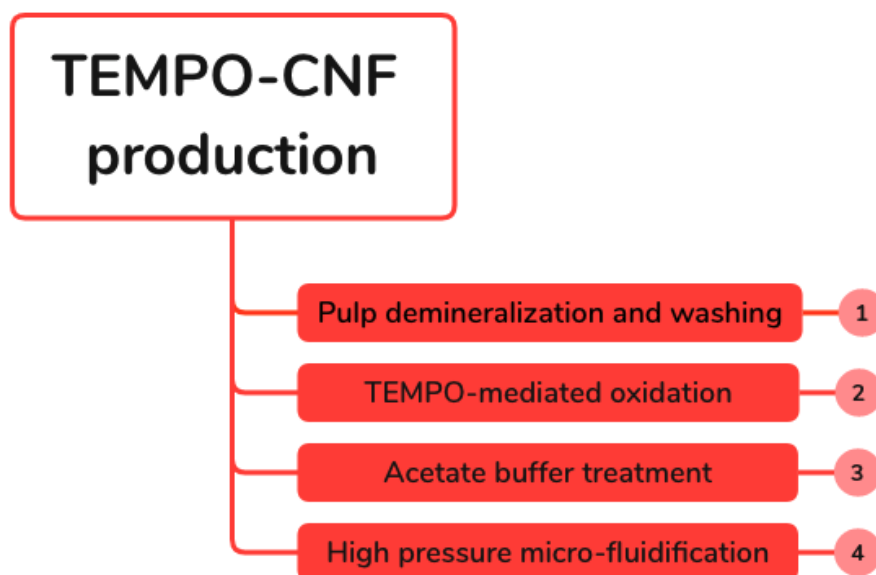 TEMPO-CNF
production
Pulp demineralization and washing 1
TEMPO-mediated oxidation 2
Acetate buffer treatment 3
High pressure micro-fluidification 4